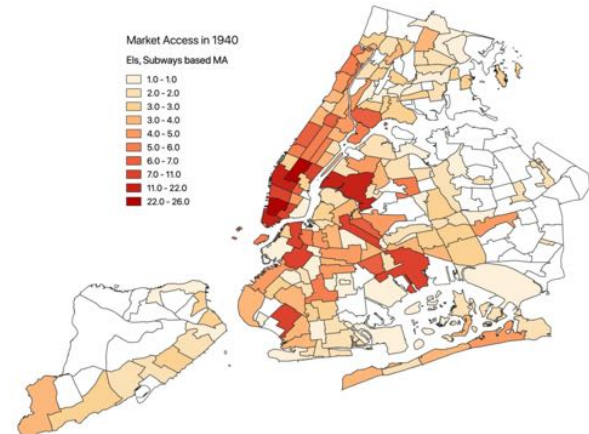 Market Access in 1940
Els, Subways based MA
1.0 - 1.0
2.0 - 2.0
3.0 - 3.0
3.0 - 4.0
4.0 - 5.0
5.0 - 6.0
6.0 - 7.0
7.0 - 11.0
11.0 - 22.0
22.0 - 26.0